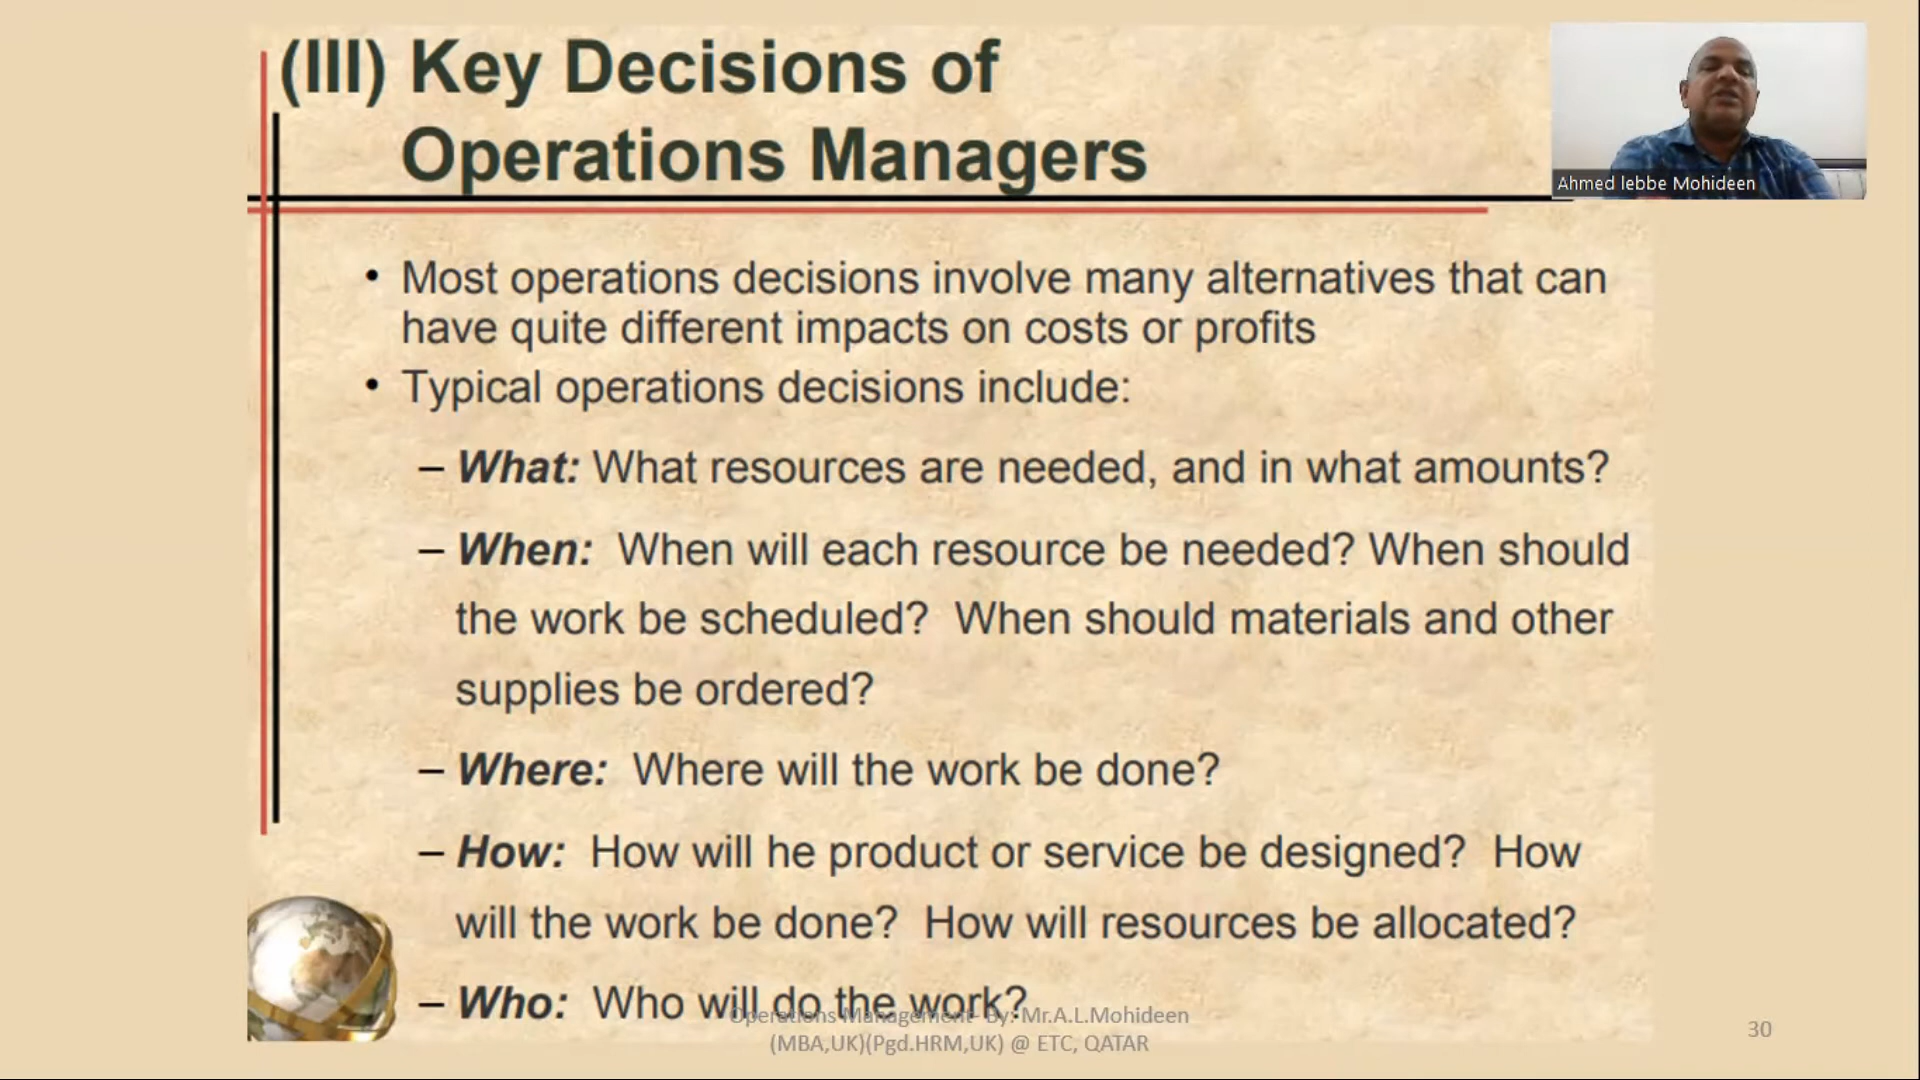 (III) Key Decisions of
Operations Managers
Ahmed lebbe Mohideen
• Most operations decisions involve many alternatives that can
have quite different impacts on costs or profits
• Typical operations decisions include:
– What: What resources are needed, and in what amounts?
– When: When will each resource be needed? When should
the work be scheduled? When should materials and other
supplies be ordered?
– Where: Where will the work be done?
– How: How will he product or service be designed? How
will the work be done? How will resources be allocated?
– Who: Who will do the work?
Operations Management- By: Mr.A.L.Mohideen
(MBA,UK)(Pgd.HRM,UK) @ ETC, QATAR
30